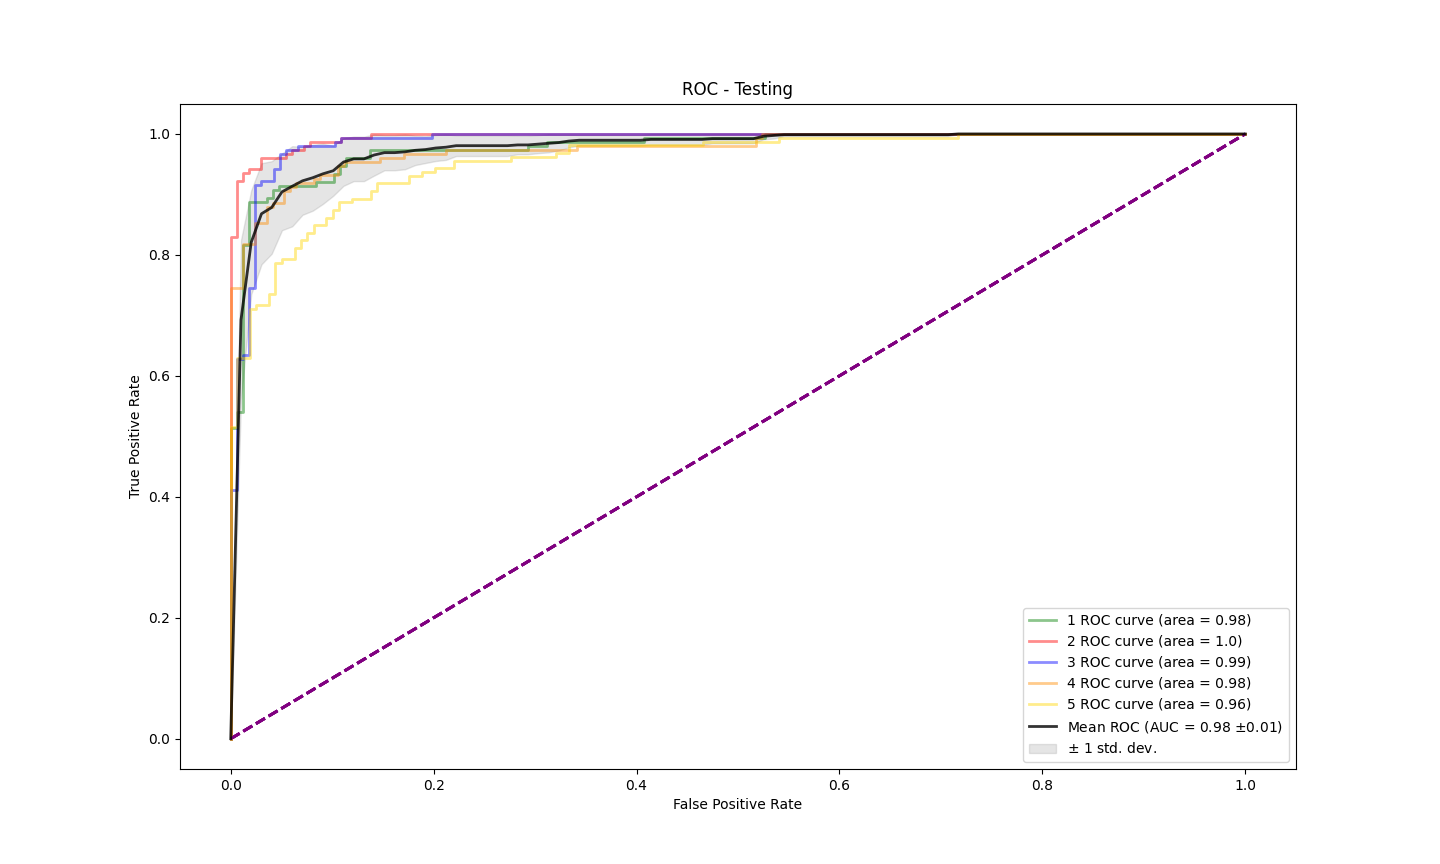 ROC - Testing
1.0
0.8
0.6
0.4
0.2
0.0
True Positive Rate
0.0 0.2 0.4 0.6 0.8 1.0
False Positive Rate
1 ROC curve (area = 0.98)
2 ROC curve (area = 1.0)
3 ROC curve (area = 0.99)
4 ROC curve (area = 0.98)
5 ROC curve (area = 0.96)
Mean ROC (AUC = 0.98 ±0.01)
± 1 std. dev.